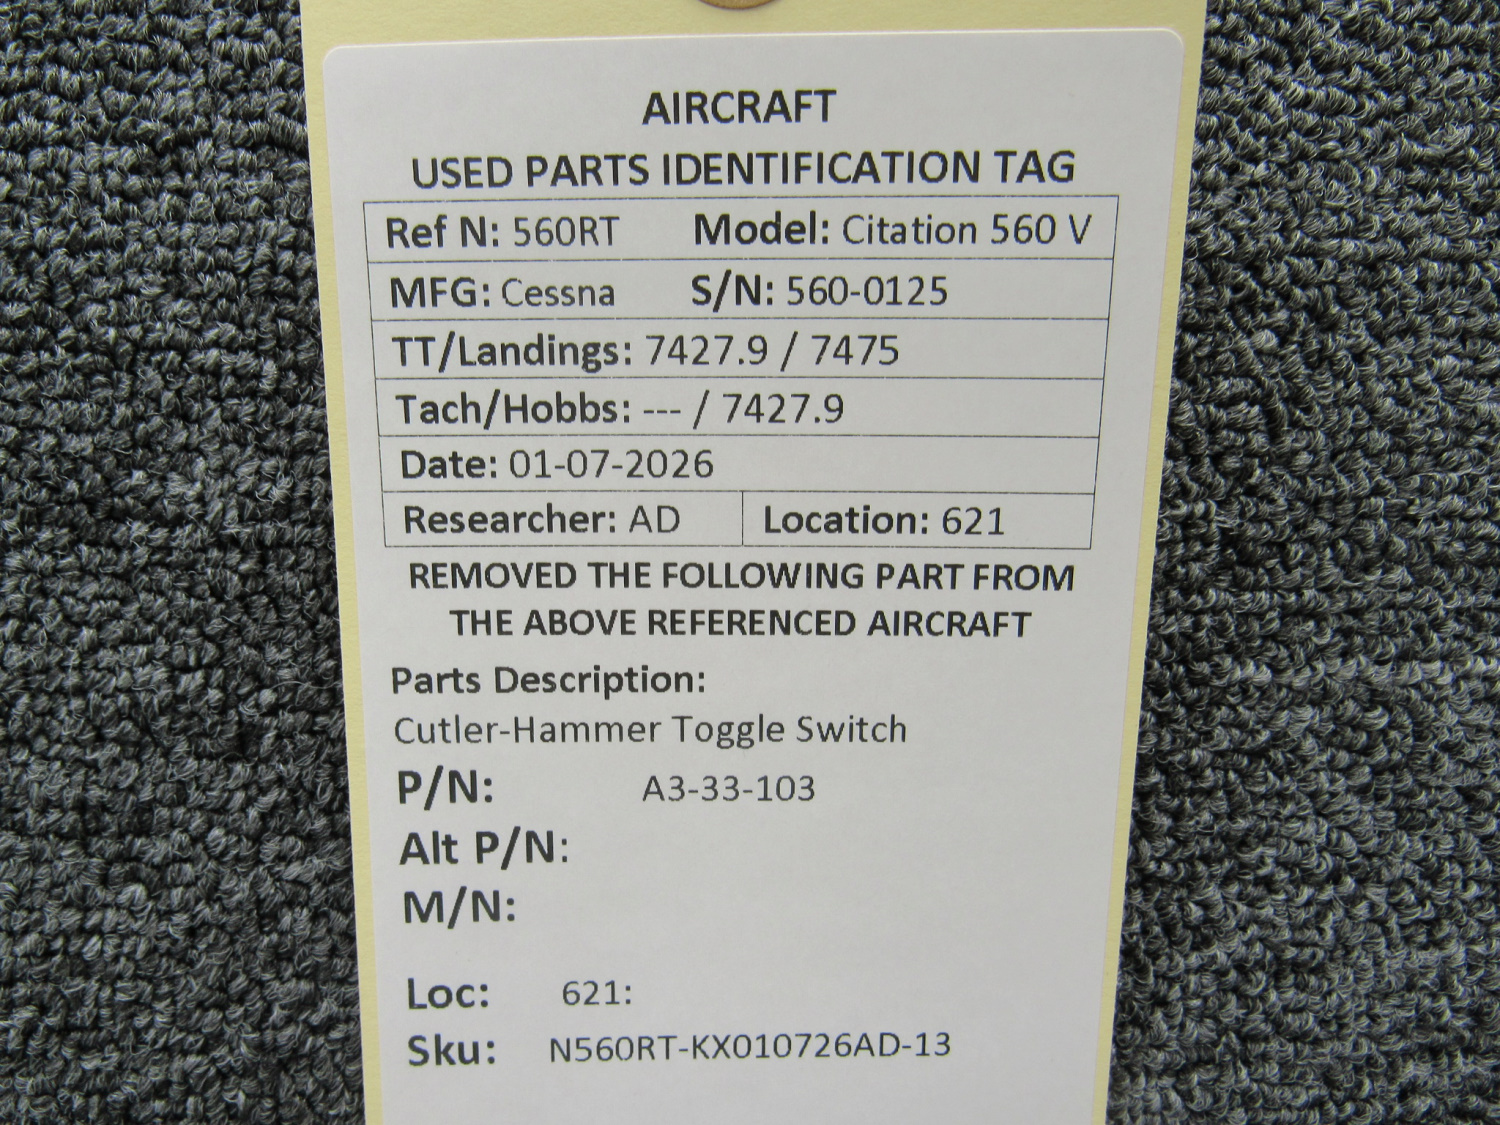 AIRCRAFT
USED PARTS IDENTIFICATION TAG
Ref N: 560RT Model: Citation 560 V
MFG: Cessna S/N: 560-0125
TT/Landings: 7427.9 / 7475
Tach/Hobbs: --- / 7427.9
Date: 01-07-2026
Researcher: AD Location: 621
REMOVED THE FOLLOWING PART FROM
THE ABOVE REFERENCED AIRCRAFT
Parts Description:
Cutler-Hammer Toggle Switch
P/N: A3-33-103
Alt P/N:
M/N:
Loc: 621:
Sku: N560RT-KX010726AD-13